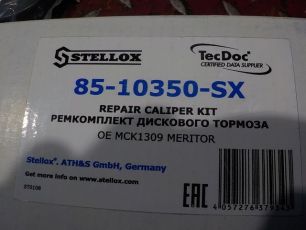 STELLOX
TecDoc
CERTIFIED DATA SUPPLIER
85-10350-SX
REPAIR CALIPER KIT
РЕМКОМПЛЕКТ ДИСКОВОГО ТОРМОЗА
OE MCK1309 MERITOR
Stellox®. ATH&S GmbH, Germany
Get more info on www.stellox.com
EAC